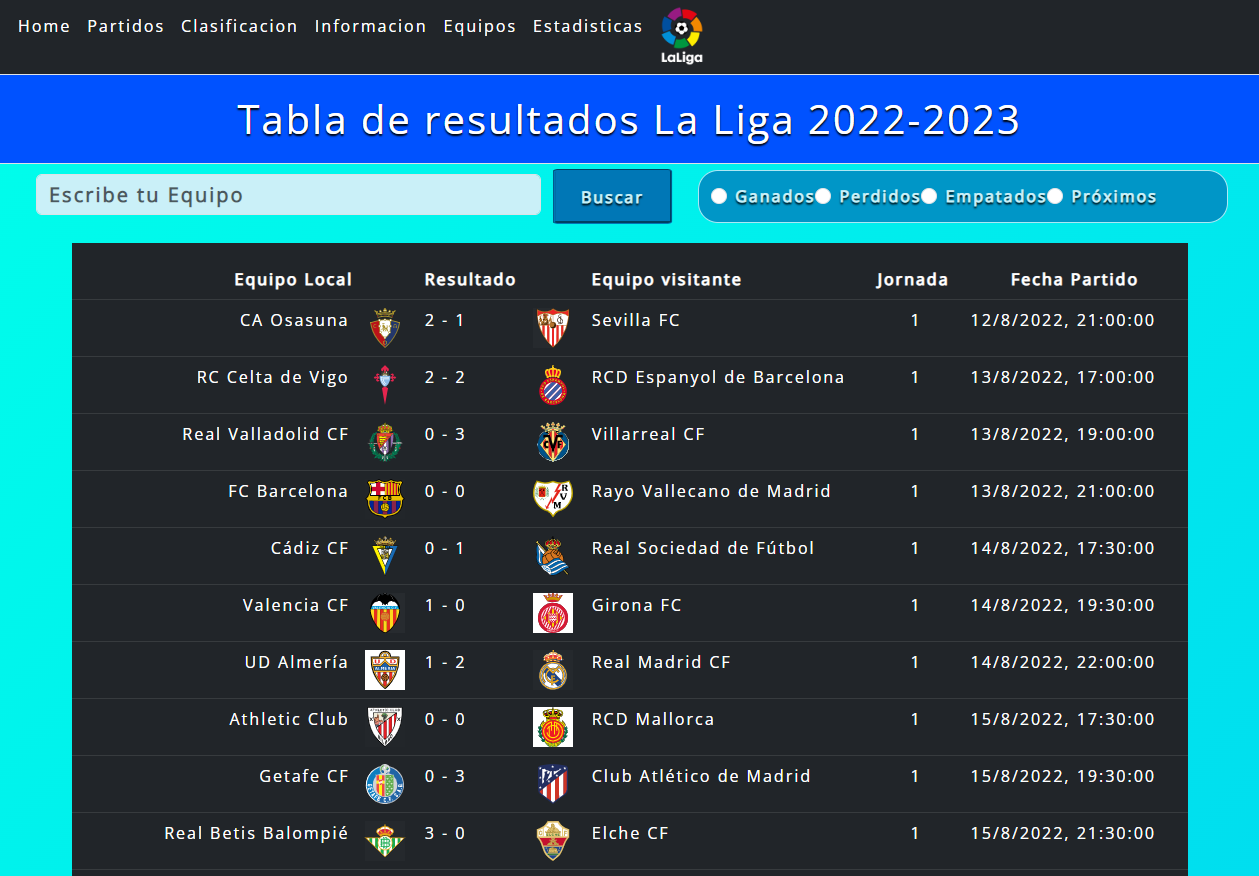 Home Partidos Clasificacion Informacion Equipos Estadisticas LaLiga
Tabla de resultados La Liga 2022-2023
Escribe tu Equipo Buscar Ganados Perdidos Empatados Próximos
Equipo Local Resultado Equipo visitante Jornada Fecha Partido
CA Osasuna 2 - 1 Sevilla FC 1 12/8/2022, 21:00:00
RC Celta de Vigo 2 - 2 RCD Espanyol de Barcelona 1 13/8/2022, 17:00:00
Real Valladolid CF 0 - 3 Villarreal CF 1 13/8/2022, 19:00:00
FC Barcelona 0 - 0 Rayo Vallecano de Madrid 1 13/8/2022, 21:00:00
Cádiz CF 0 - 1 Real Sociedad de Fútbol 1 14/8/2022, 17:30:00
Valencia CF 1 - 0 Girona FC 1 14/8/2022, 19:30:00
UD Almería 1 - 2 Real Madrid CF 1 14/8/2022, 22:00:00
Athletic Club 0 - 0 RCD Mallorca 1 15/8/2022, 17:30:00
Getafe CF 0 - 3 Club Atlético de Madrid 1 15/8/2022, 19:30:00
Real Betis Balompié 3 - 0 Elche CF 1 15/8/2022, 21:30:00